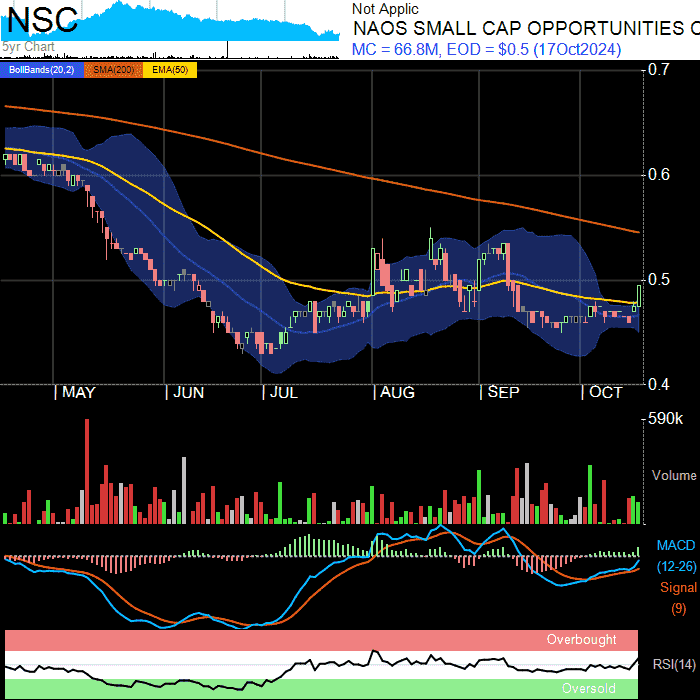 NSC
5yr Chart
Not Applic
NAOS SMALL CAP OPPORTUNITIES C
MC = 66.8M, EOD = $0.5 (17Oct2024)
BollBands(20,2) SMA(200) EMA(50)
0.7
0.6
0.5
0.4
MAY JUN JUL AUG SEP OCT
590k
Volume
MACD
(12-26)
Signal
(9)
Overbought
RSI(14)
Oversold